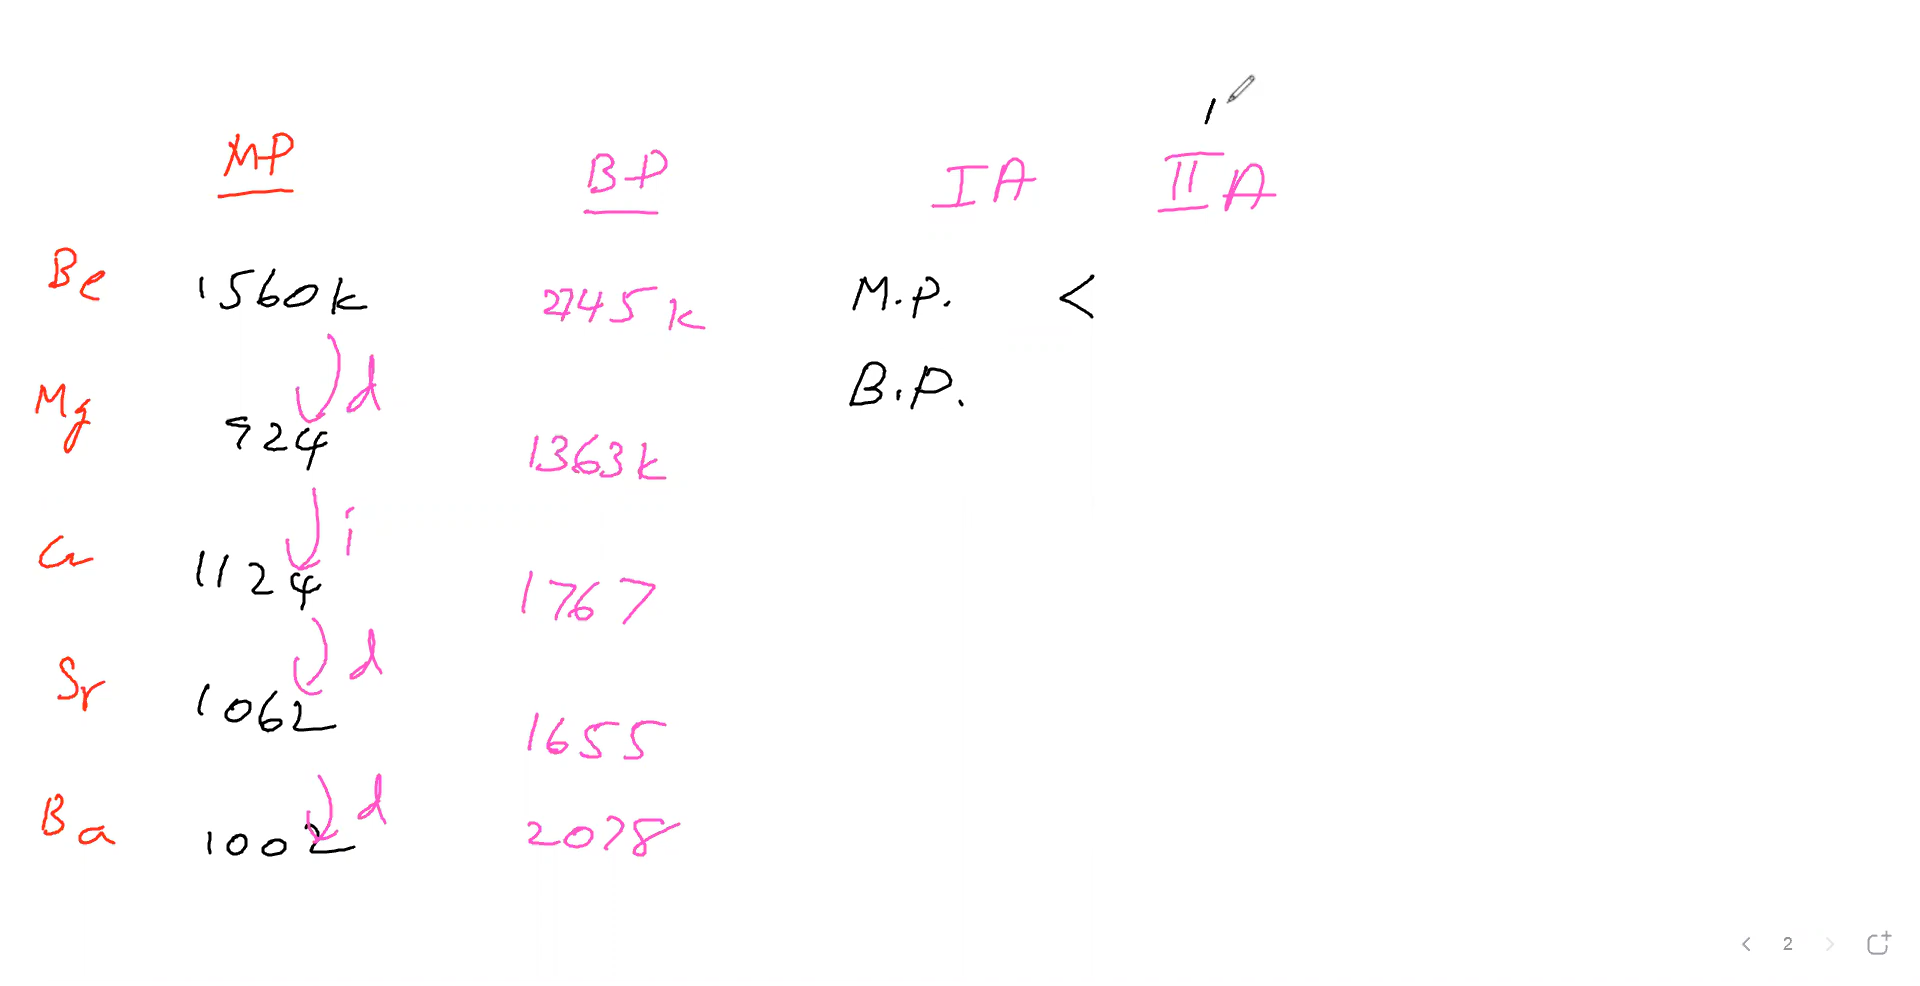 MP BP IA IIA
Be 1560k 2745k M.P. <
d B.P.
Mg 924 1363k
i
Ca 1124 1767
d
Sr 1062 1655
d
Ba 1002 2078
2